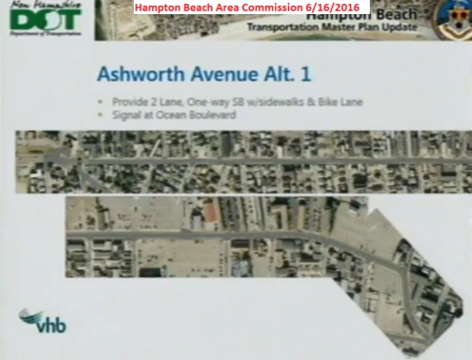 New Hampshire
Hampton Beach Area Commission 6/16/2016
DOT
Hampton Beach
Department of Transportation
Transportation Master Plan Update
Ashworth Avenue Alt. 1
• Provide 2 Lane, One-way SB w/sidewalks & Bike Lane
• Signal at Ocean Boulevard
vhb